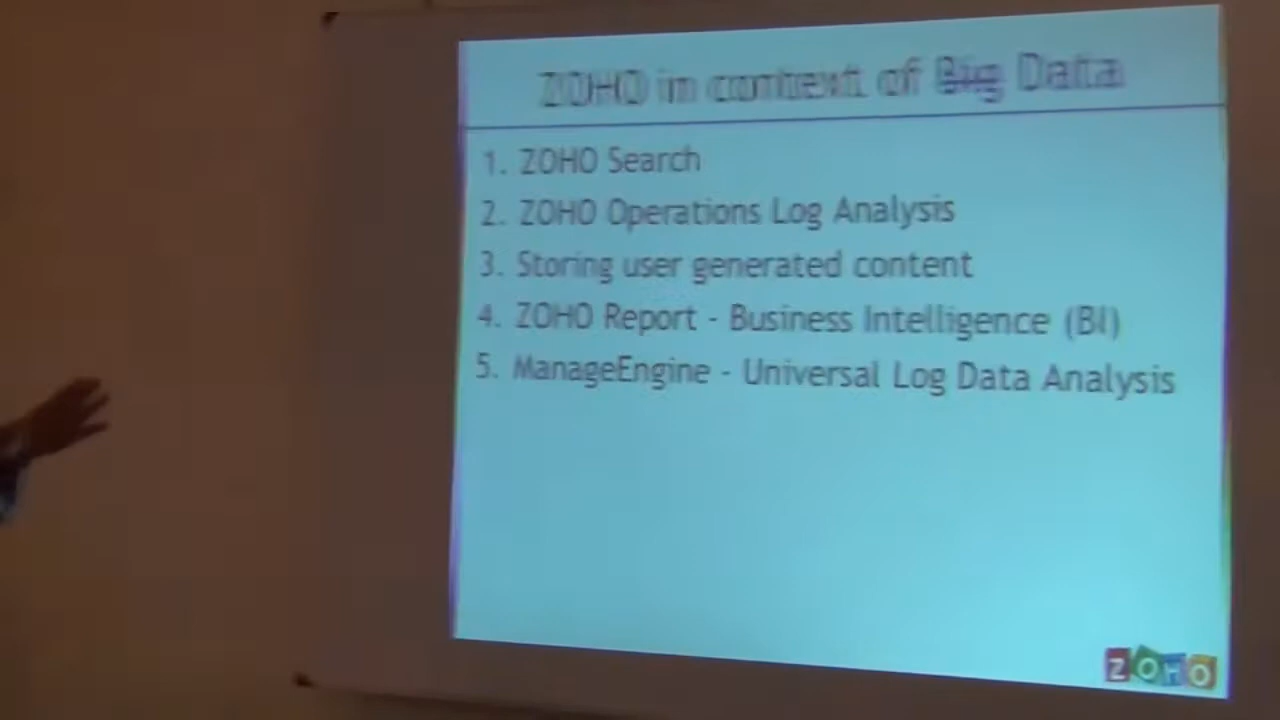 ZOHO in context of Big Data
1. ZOHO Search
2. ZOHO Operations Log Analysis
3. Storing user generated content
4. ZOHO Report - Business Intelligence (BI)
5. ManageEngine - Universal Log Data Analysis
ZOHO